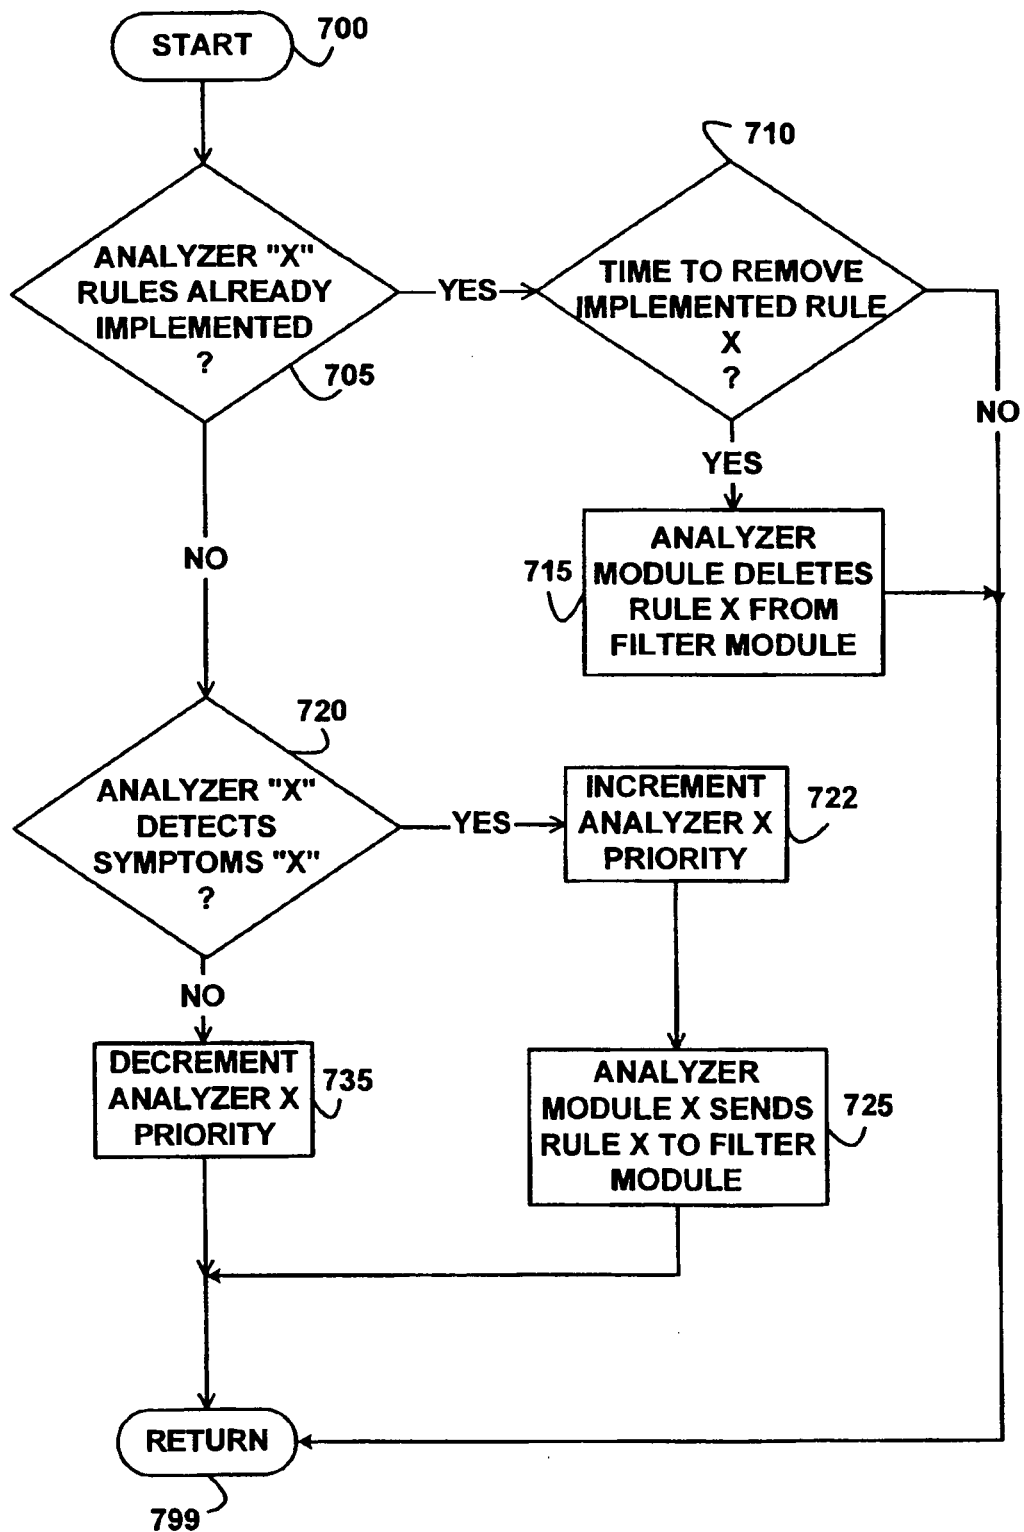 START
700
710
ANALYZER "X"
RULES ALREADY
IMPLEMENTED
?
705
YES
TIME TO REMOVE
IMPLEMENTED RULE
X
?
NO
YES
NO
715
ANALYZER
MODULE DELETES
RULE X FROM
FILTER MODULE
720
ANALYZER "X"
DETECTS
SYMPTOMS "X"
?
YES
INCREMENT
ANALYZER X
PRIORITY
722
NO
DECREMENT
ANALYZER X
PRIORITY
735
ANALYZER
MODULE X SENDS
RULE X TO FILTER
MODULE
725
RETURN
799